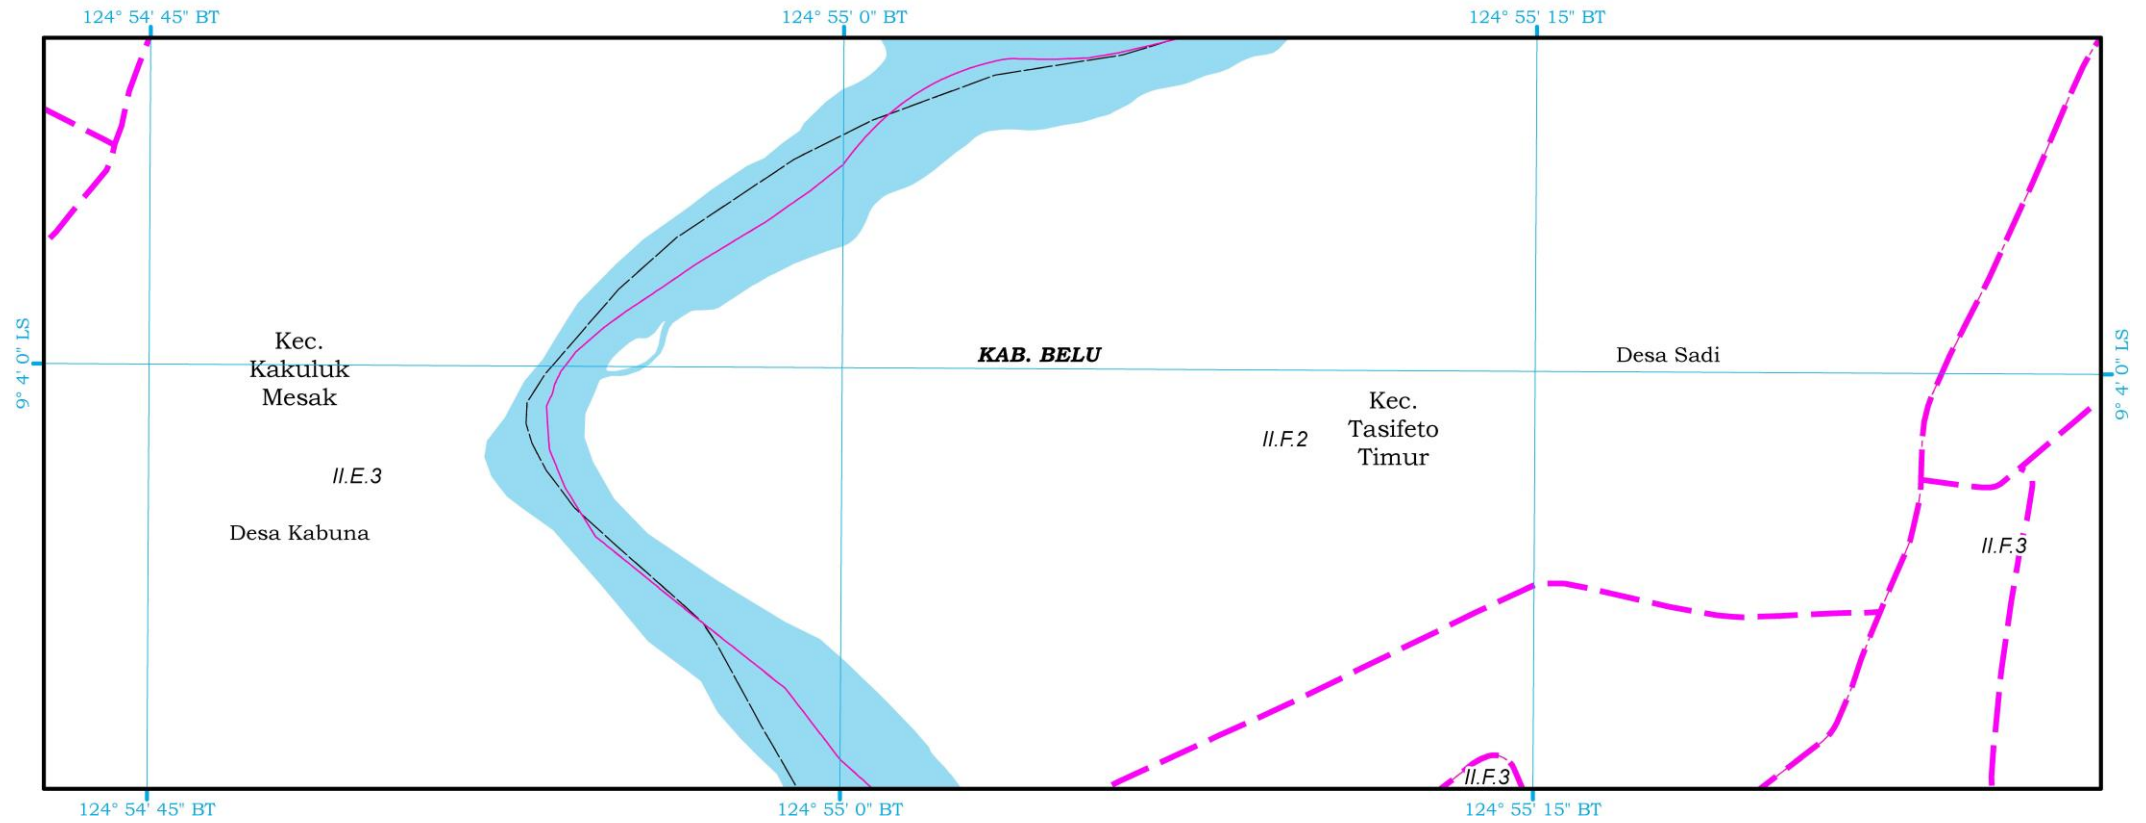 124° 54' 45" BT
124° 55' 0" BT
124° 55' 15" BT
9° 4' 0" LS
9° 4' 0" LS
Kec.
Kakuluk
Mesak
KAB. BELU
Desa Sadi
Kec.
Tasifeto
Timur
II.F.2
II.E.3
Desa Kabuna
II.F.3
II.F.3
124° 54' 45" BT
124° 55' 0" BT
124° 55' 15" BT